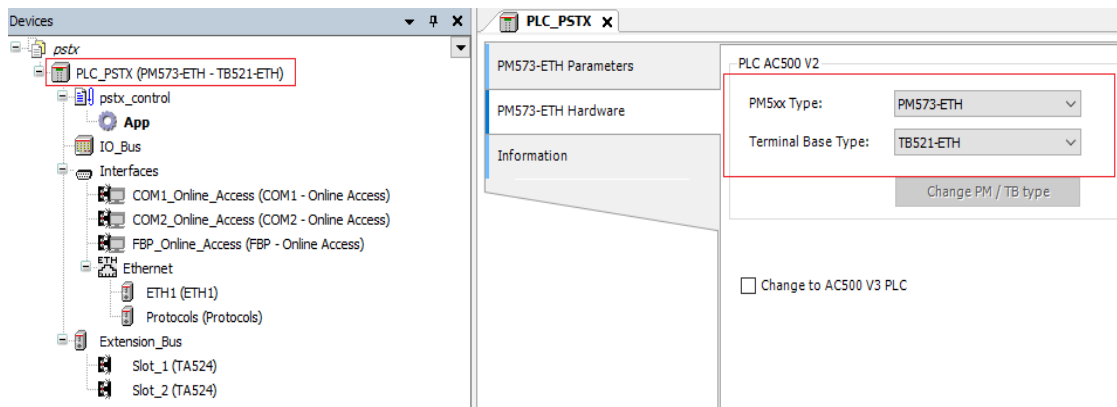 Devices
pstx
PLC_PSTX (PM573-ETH - TB521-ETH)
pstx_control
App
IO_Bus
Interfaces
COM1_Online_Access (COM1 - Online Access)
COM2_Online_Access (COM2 - Online Access)
FBP_Online_Access (FBP - Online Access)
ETH
Ethernet
ETH1 (ETH1)
Protocols (Protocols)
Extension_Bus
Slot_1 (TA524)
Slot_2 (TA524)
PLC_PSTX
PM573-ETH Parameters
PM573-ETH Hardware
Information
PLC AC500 V2
PM5xx Type:
PM573-ETH
Terminal Base Type:
TB521-ETH
Change PM / TB type
Change to AC500 V3 PLC